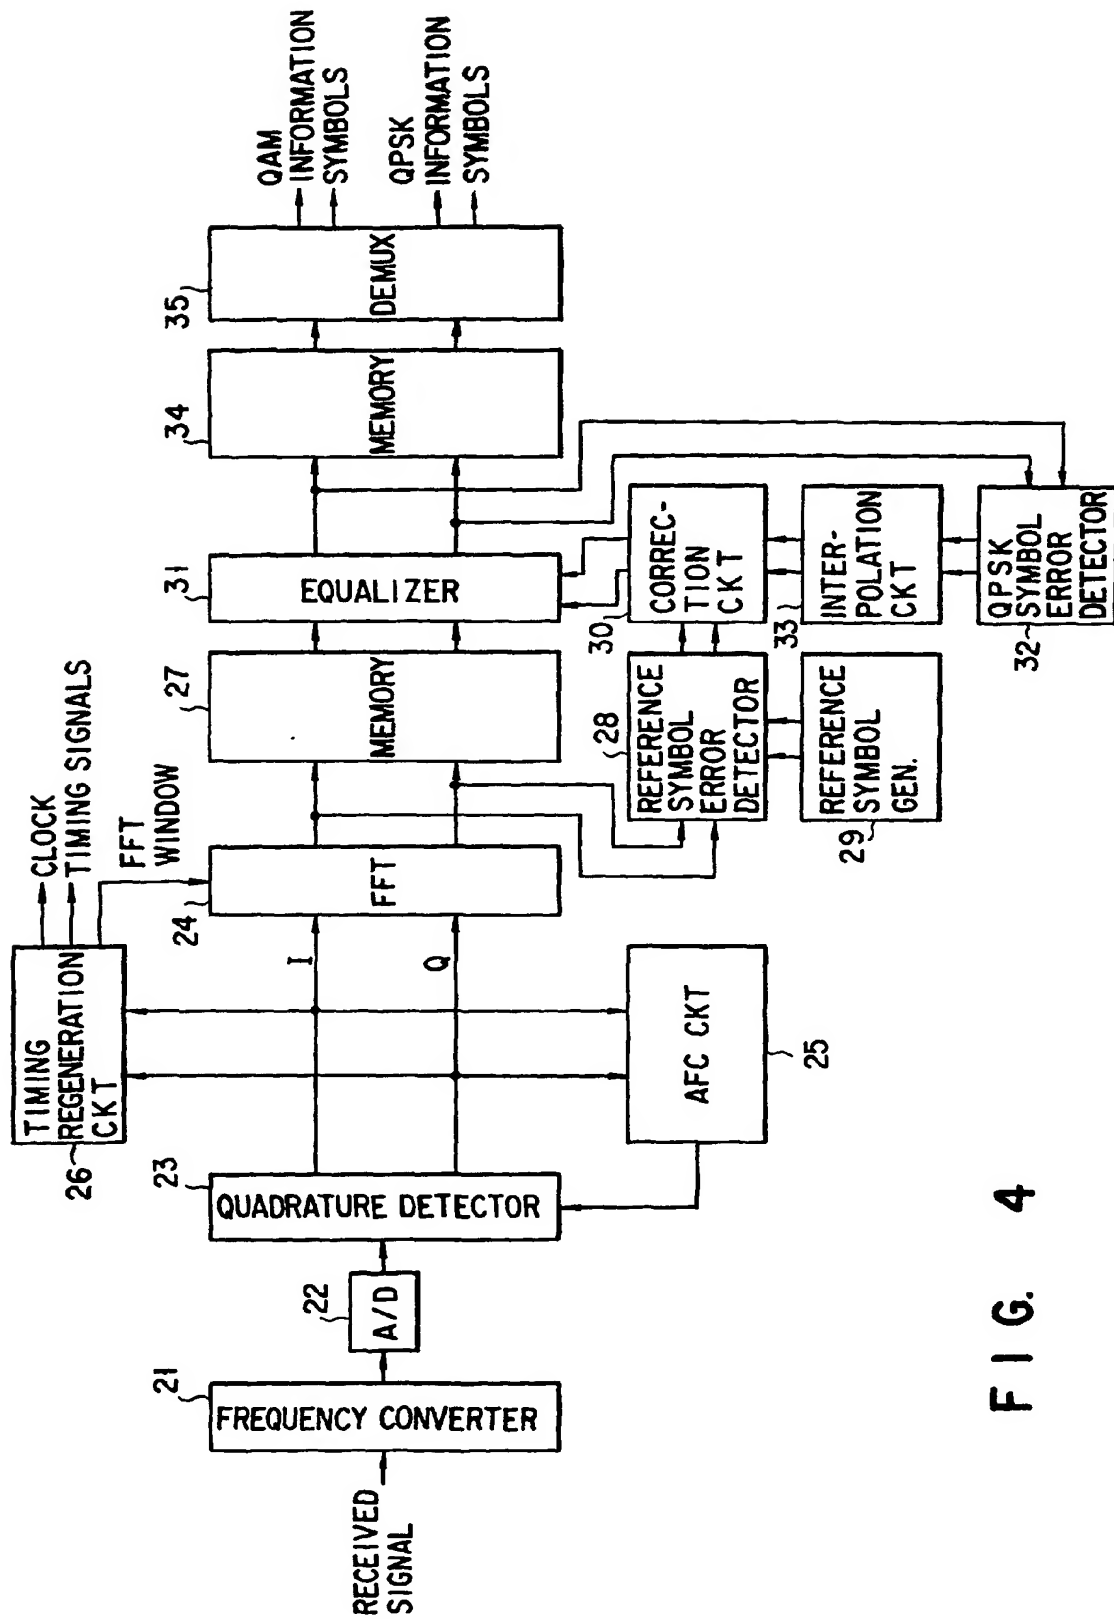 RECEIVED
SIGNAL
21
FREQUENCY CONVERTER
22
A/D
23
QUADRATURE DETECTOR
I
Q
26
TIMING
REGENERATION
CKT
CLOCK
TIMING SIGNALS
FFT
WINDOW
AFC CKT
25
24
FFT
27
MEMORY
31
EQUALIZER
34
MEMORY
35
DEMUX
QAM
INFORMATION
SYMBOLS
QPSK
INFORMATION
SYMBOLS
28
REFERENCE
SYMBOL
ERROR
DETECTOR
29
REFERENCE
SYMBOL
GEN.
30
CORREC-
TION
CKT
33
INTER-
POLATION
CKT
32
QPSK
SYMBOL
ERROR
DETECTOR
FIG. 4